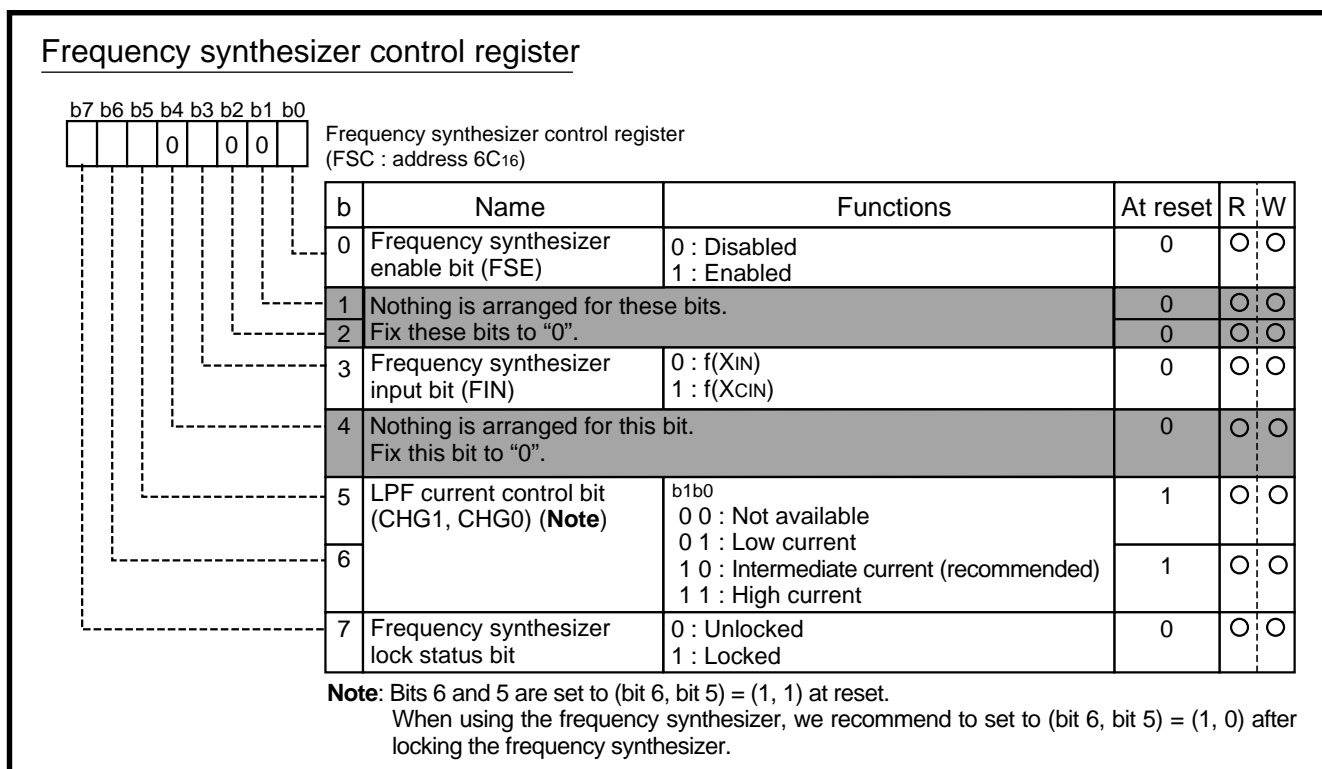 Frequency synthesizer control register
b7 b6 b5 b4 b3 b2 b1 b0
0 0 0
Frequency synthesizer control register
(FSC : address 6C16)
b Name Functions At reset R W
0 Frequency synthesizer enable bit (FSE) 0 : Disabled 0 O O
1 : Enabled
1 Nothing is arranged for these bits. 0 O O
2 Fix these bits to “0”. 0 O O
3 Frequency synthesizer input bit (FIN) 0 : f(XIN) 0 O O
1 : f(XCIN)
4 Nothing is arranged for this bit. 0 O O
Fix this bit to “0”.
5 LPF current control bit (CHG1, CHG0) (Note) b1b0 1 O O
0 0 : Not available
0 1 : Low current
6 1 0 : Intermediate current (recommended) 1 O O
1 1 : High current
7 Frequency synthesizer lock status bit 0 : Unlocked 0 O O
1 : Locked
Note: Bits 6 and 5 are set to (bit 6, bit 5) = (1, 1) at reset.
When using the frequency synthesizer, we recommend to set to (bit 6, bit 5) = (1, 0) after
locking the frequency synthesizer.